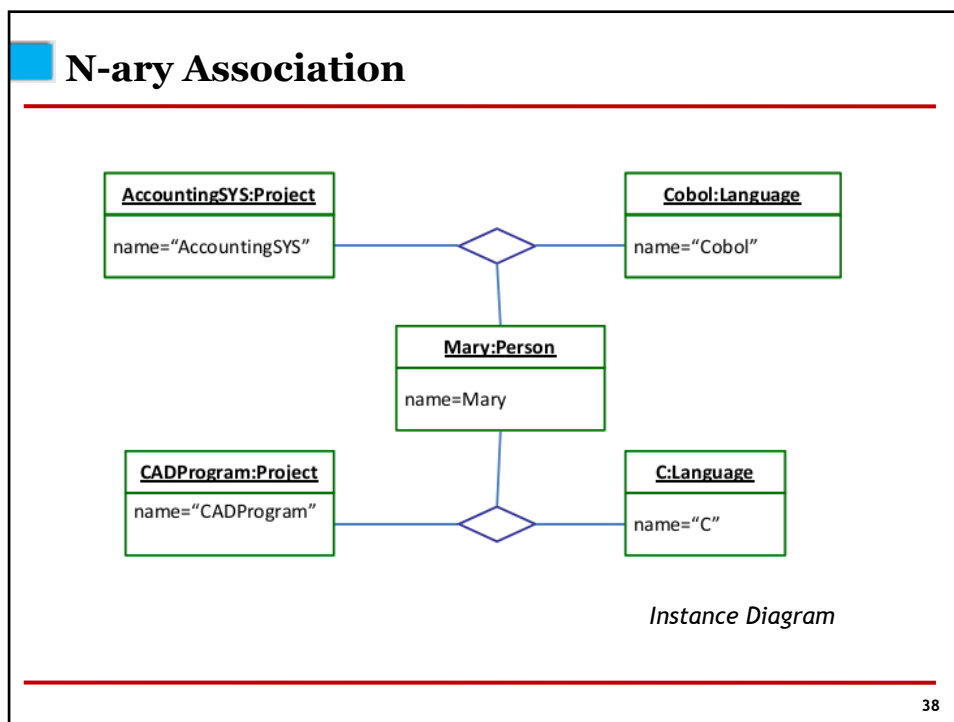 N-ary Association
AccountingSYS:Project
name=“AccountingSYS”
Cobol:Language
name=“Cobol”
Mary:Person
name=Mary
CADProgram:Project
name=“CADProgram”
C:Language
name=“C”
Instance Diagram
38